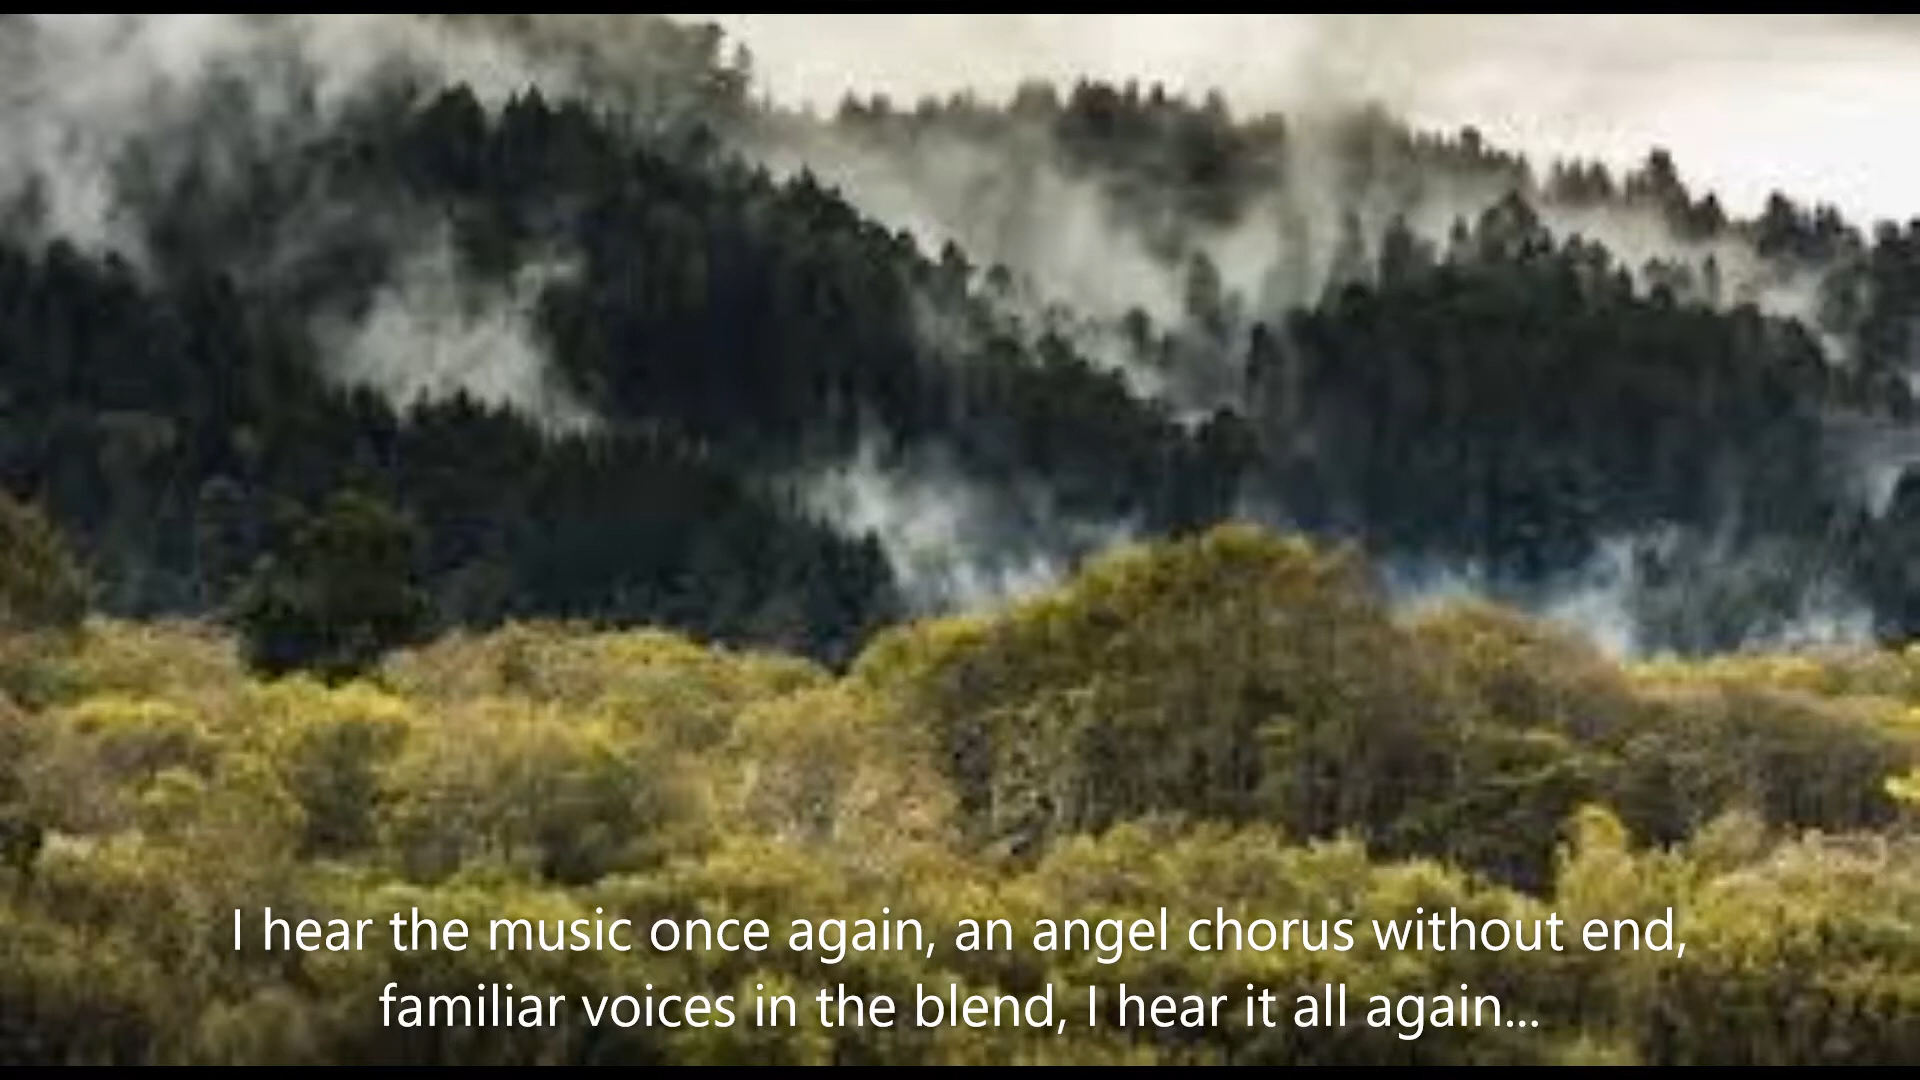 I hear the music once again, an angel chorus without end,
familiar voices in the blend, I hear it all again...